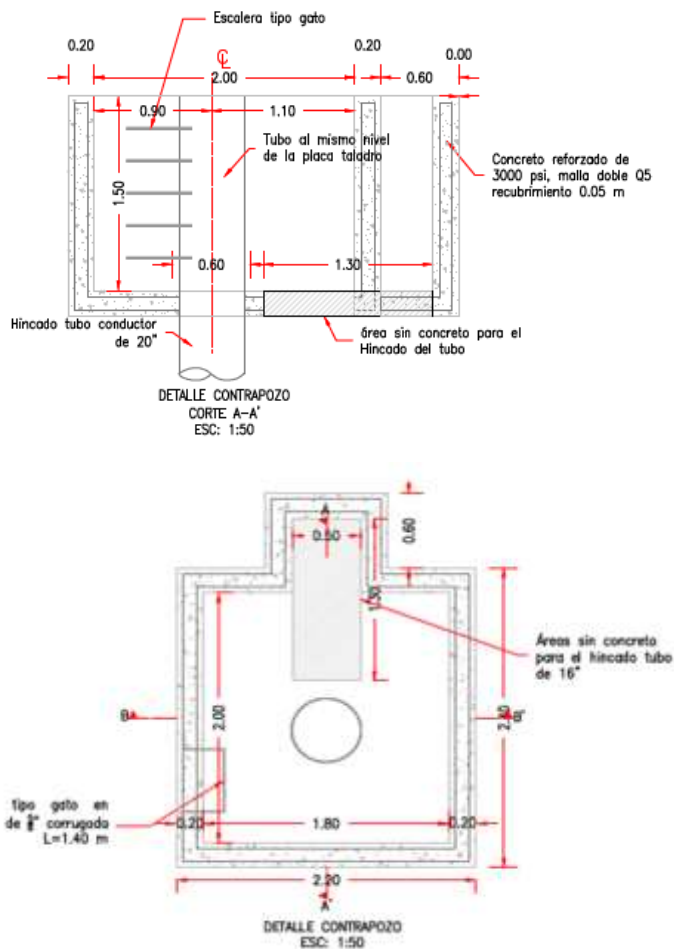 Escalera tipo gato
0.20
0.20
0.00
℄
2.00
0.60
0.90
1.10
Tubo al mismo nivel
de la placa taladro
Concreto reforzado de
3000 psi, malla doble Q5
recubrimiento 0.05 m
1.50
0.60
1.30
Hincado tubo conductor
de 20"
área sin concreto para el
Hincado del tubo
DETALLE CONTRAPOZO
CORTE A-A'
ESC: 1:50
A
0.60
0.60
Áreas sin concreto
para el hincado tubo
de 16"
2.00
B
B'
tipo gato en
de corrugada
L=1.40 m
0.20
1.80
0.20
2.20
A'
DETALLE CONTRAPOZO
ESC: 1:50